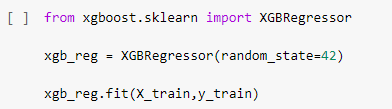 [ ] from xgboost.sklearn import XGBRegressor
xgb_reg = XGBRegressor(random_state=42)
xgb_reg.fit(X_train,y_train)